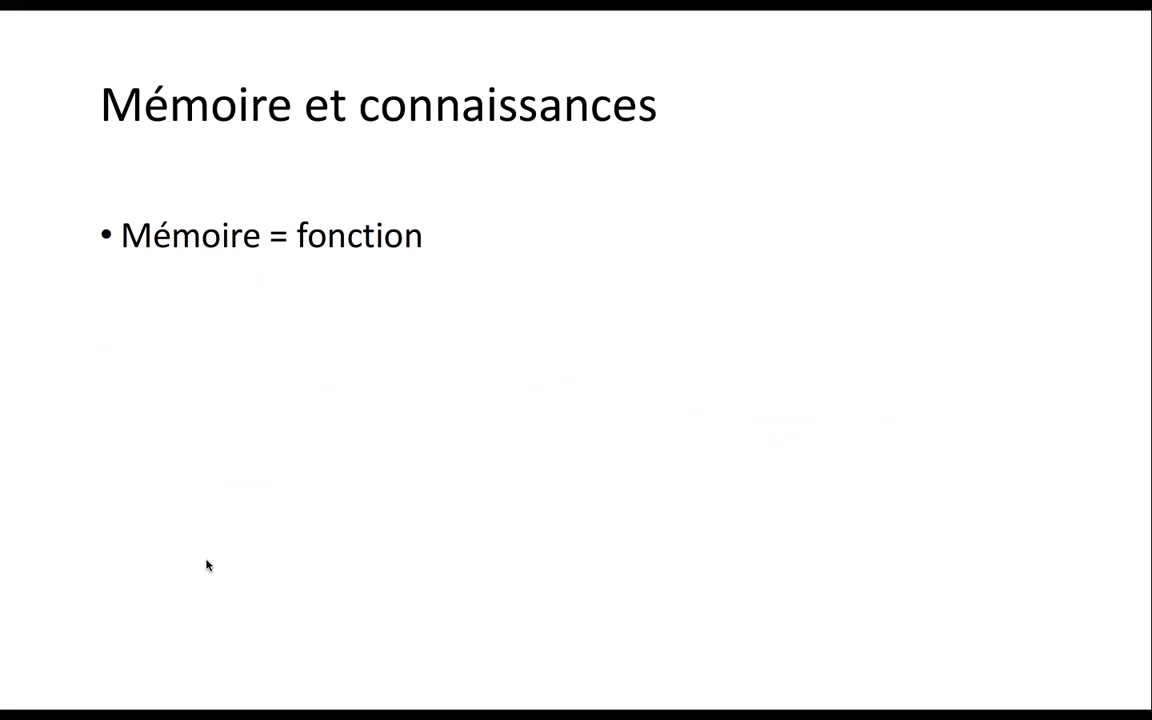 Mémoire et connaissances
• Mémoire = fonction